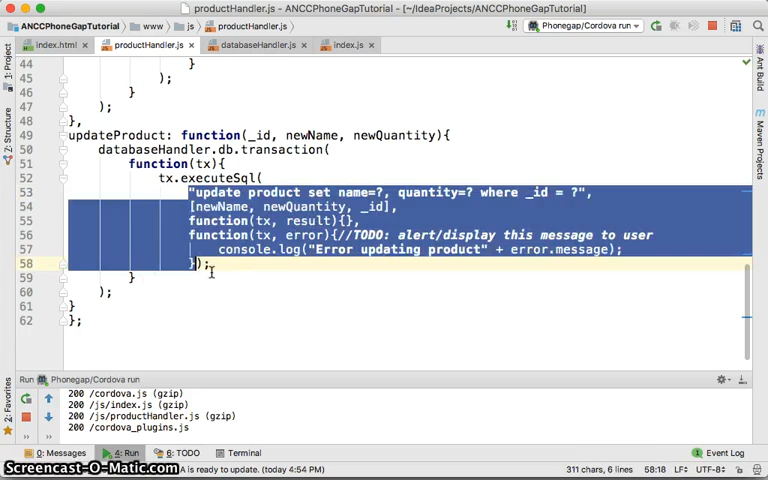 productHandler.js - ANCCPhoneGapTutorial - [~/IdeaProjects/ANCCPhoneGapTutorial]
ANCCPhoneGapTutorial www js productHandler.js Phonegap/Cordova run
index.html productHandler.js databaseHandler.js index.js
1: Project
Structure
2: Favorites
Ant Build
Maven Projects
44 }
45 );
46 }
47 );
48 },
49 updateProduct: function(_id, newName, newQuantity){
50 databaseHandler.db.transaction(
51 function(tx){
52 tx.executeSql(
53 "update product set name=?, quantity=? where _id = ?",
54 [newName, newQuantity, _id],
55 function(tx, result){},
56 function(tx, error){//TODO: alert/display this message to user
57 console.log("Error updating product" + error.message);
58 });
59 }
60 );
61 }
62 };
Run Phonegap/Cordova run
200 /cordova.js (gzip)
200 /js/index.js (gzip)
200 /js/productHandler.js (gzip)
200 /cordova_plugins.js
0: Messages 4: Run 6: TODO Terminal Event Log
Screencast-O-Matic.com
A is ready to update. (today 4:54 PM) 311 chars, 6 lines 58:18 LF÷ UTF-8÷